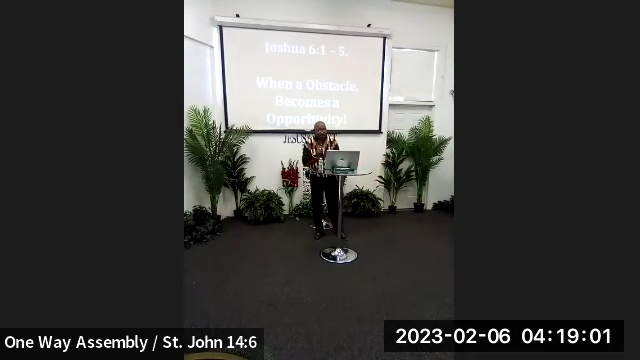 Joshua 6:1 – 5.
When a Obstacle,
Becomes a
Opportunity!
JESUS
One Way Assembly / St. John 14:6
2023-02-06 04:19:01